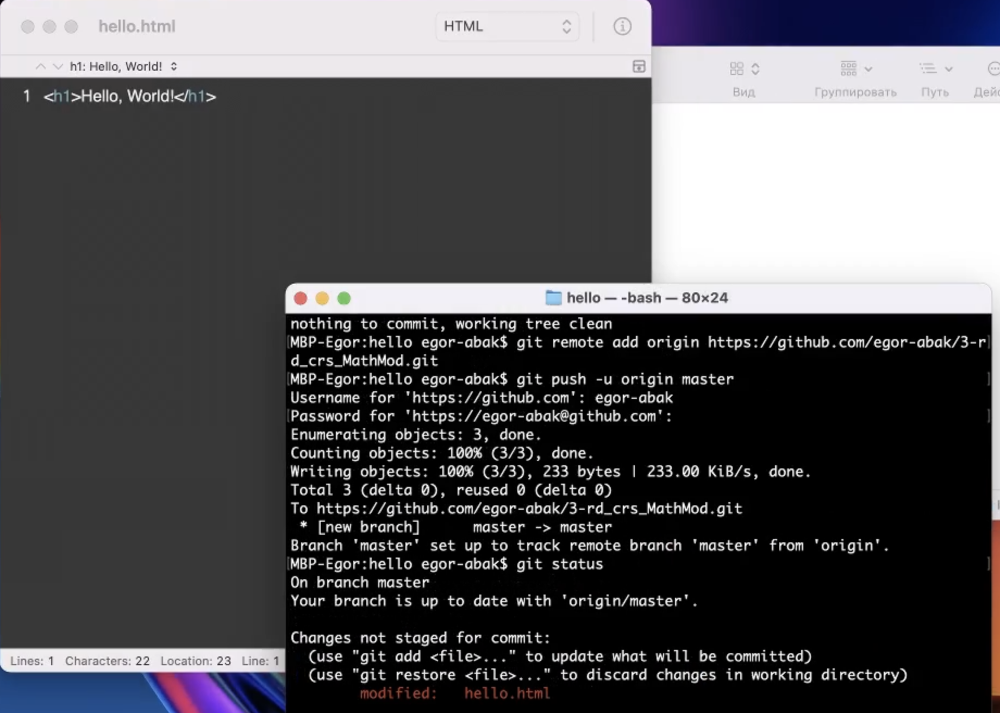 hello.html
HTML
h1: Hello, World!
1 <h1>Hello, World!</h1>
Lines: 1 Characters: 22 Location: 23 Line: 1
Вид
Группировать
Путь
hello — -bash — 80×24
nothing to commit, working tree clean
MBP-Egor:hello egor-abak$ git remote add origin https://github.com/egor-abak/3-r
d_crs_MathMod.git
MBP-Egor:hello egor-abak$ git push -u origin master
Username for 'https://github.com': egor-abak
Password for 'https://egor-abak@github.com':
Enumerating objects: 3, done.
Counting objects: 100% (3/3), done.
Writing objects: 100% (3/3), 233 bytes | 233.00 KiB/s, done.
Total 3 (delta 0), reused 0 (delta 0)
To https://github.com/egor-abak/3-rd_crs_MathMod.git
* [new branch] master -> master
Branch 'master' set up to track remote branch 'master' from 'origin'.
MBP-Egor:hello egor-abak$ git status
On branch master
Your branch is up to date with 'origin/master'.
Changes not staged for commit:
(use "git add <file>..." to update what will be committed)
(use "git restore <file>..." to discard changes in working directory)
modified: hello.html